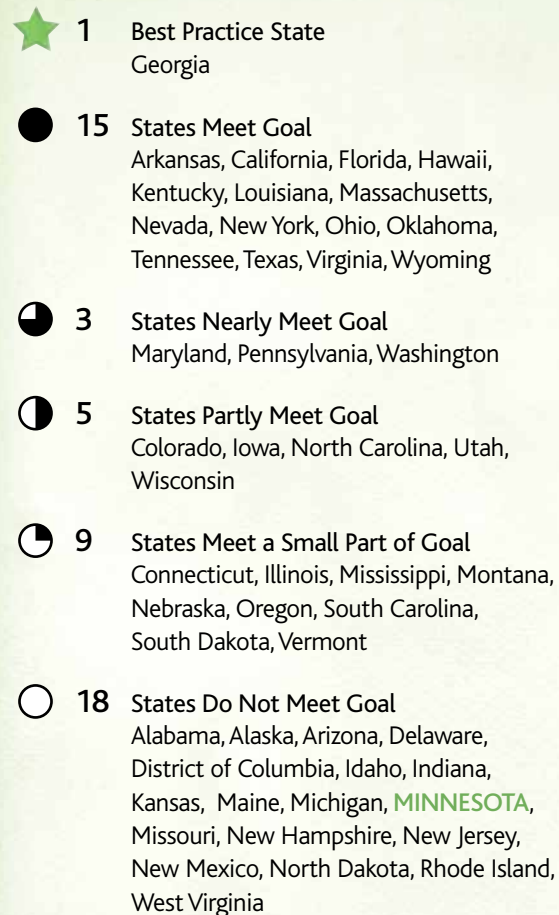 1 Best Practice State
Georgia
15 States Meet Goal
Arkansas, California, Florida, Hawaii,
Kentucky, Louisiana, Massachusetts,
Nevada, New York, Ohio, Oklahoma,
Tennessee, Texas, Virginia, Wyoming
3 States Nearly Meet Goal
Maryland, Pennsylvania, Washington
5 States Partly Meet Goal
Colorado, Iowa, North Carolina, Utah,
Wisconsin
9 States Meet a Small Part of Goal
Connecticut, Illinois, Mississippi, Montana,
Nebraska, Oregon, South Carolina,
South Dakota, Vermont
18 States Do Not Meet Goal
Alabama, Alaska, Arizona, Delaware,
District of Columbia, Idaho, Indiana,
Kansas, Maine, Michigan, MINNESOTA,
Missouri, New Hampshire, New Jersey,
New Mexico, North Dakota, Rhode Island,
West Virginia